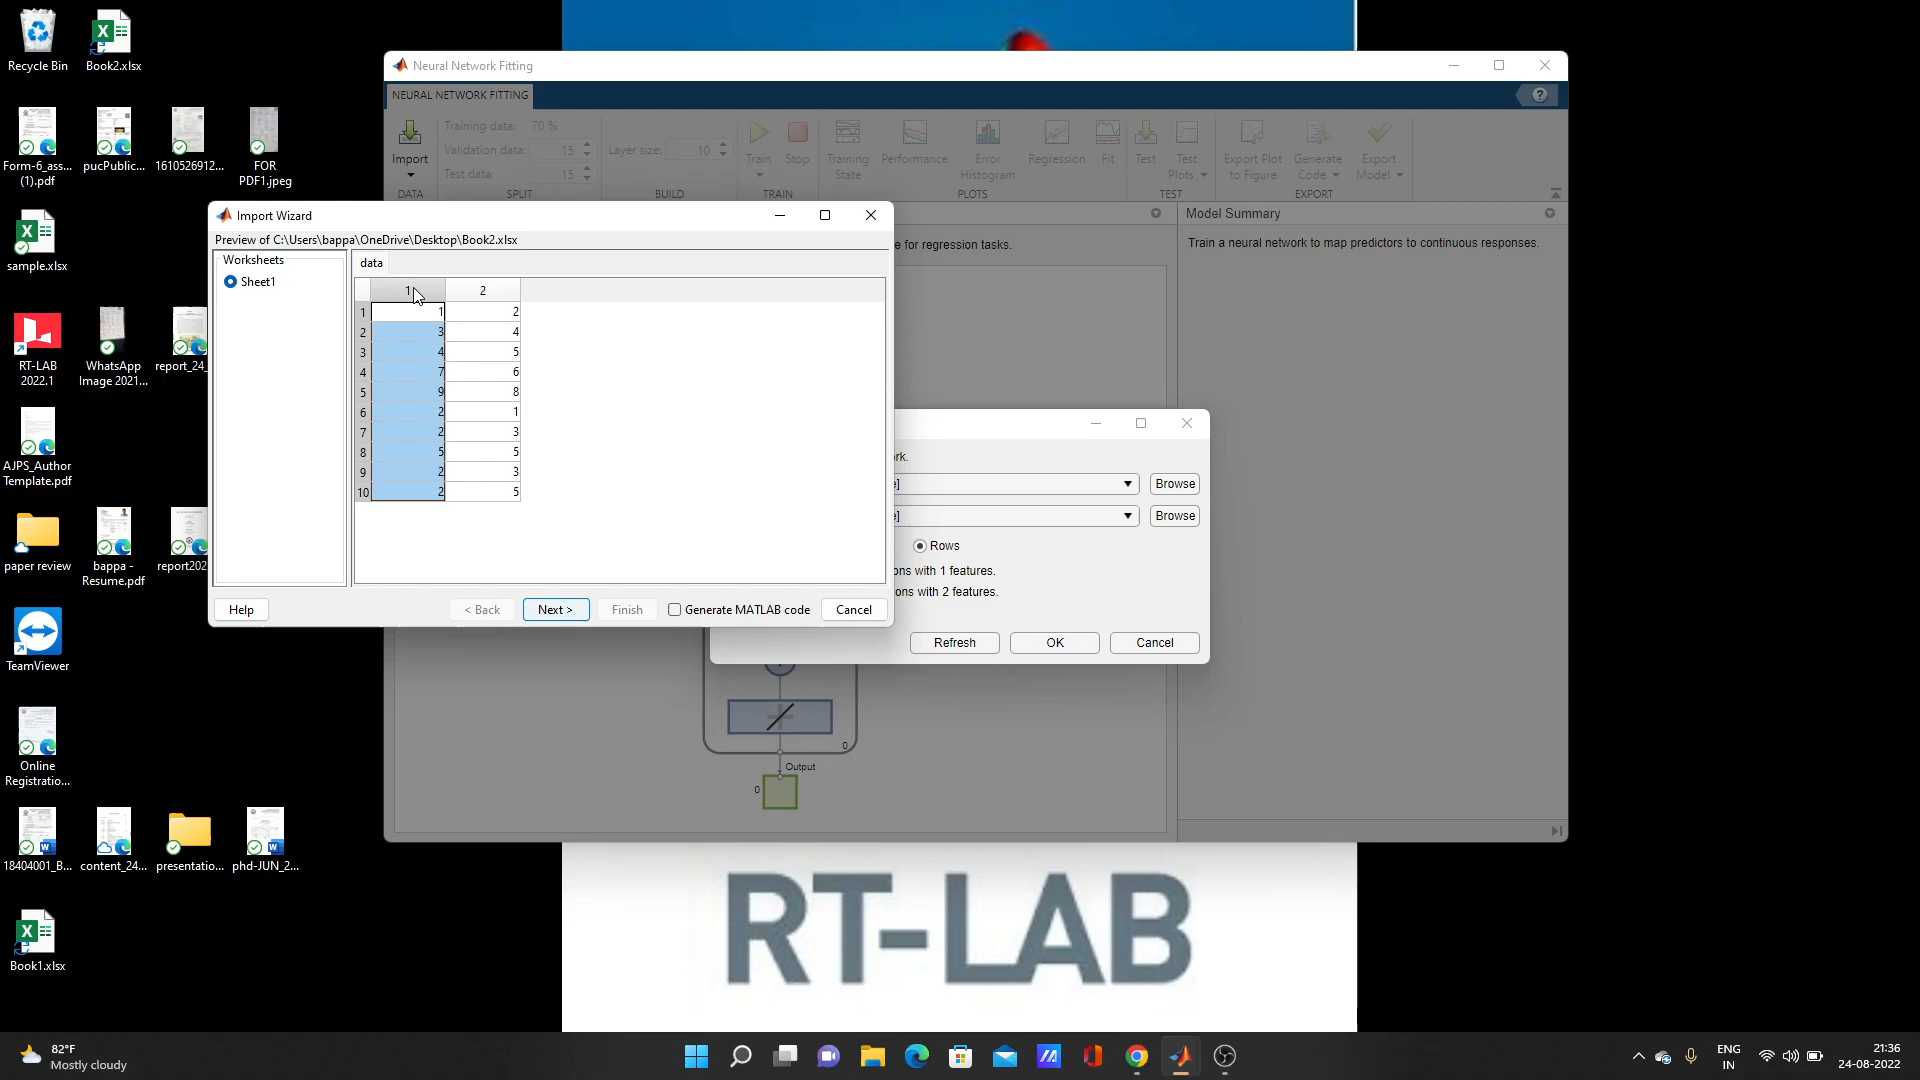 Recycle Bin
Book2.xlsx
Form-6_ass...
(1).pdf
pucPublic...
1610526912...
FOR
PDF1.jpeg
sample.xlsx
RT-LAB
2022.1
WhatsApp
Image 2021...
report_24_
AJPS_Author
Template.pdf
paper review
bappa -
Resume.pdf
report202
TeamViewer
Online
Registratio...
18404001_B...
content_24...
presentatio...
phd-JUN_2...
Book1.xlsx
Neural Network Fitting
NEURAL NETWORK FITTING
?
Import
Training data: 70 %
Validation data: 15
Test data: 15
Layer size: 10
Train
Stop
Training
State
Performance
Error
Histogram
Regression
Fit
Test
Test
Plots
Export Plot
to Figure
Generate
Code
Export
Model
DATA
SPLIT
BUILD
TRAIN
PLOTS
TEST
EXPORT
e for regression tasks.
Model Summary
Train a neural network to map predictors to continuous responses.
Import Wizard
Preview of C:\Users\bappa\OneDrive\Desktop\Book2.xlsx
Worksheets
Sheet1
data
1 2
1 1 2
2 3 4
3 4 5
4 7 6
5 9 8
6 2 1
7 2 3
8 5 5
9 2 3
10 2 5
Help
< Back
Next >
Finish
Generate MATLAB code
Cancel
rk.
e]
Browse
e]
Browse
Rows
ons with 1 features.
ons with 2 features.
Refresh
OK
Cancel
0
Output
0
RT-LAB
82°F
Mostly cloudy
ENG
IN
21:36
24-08-2022